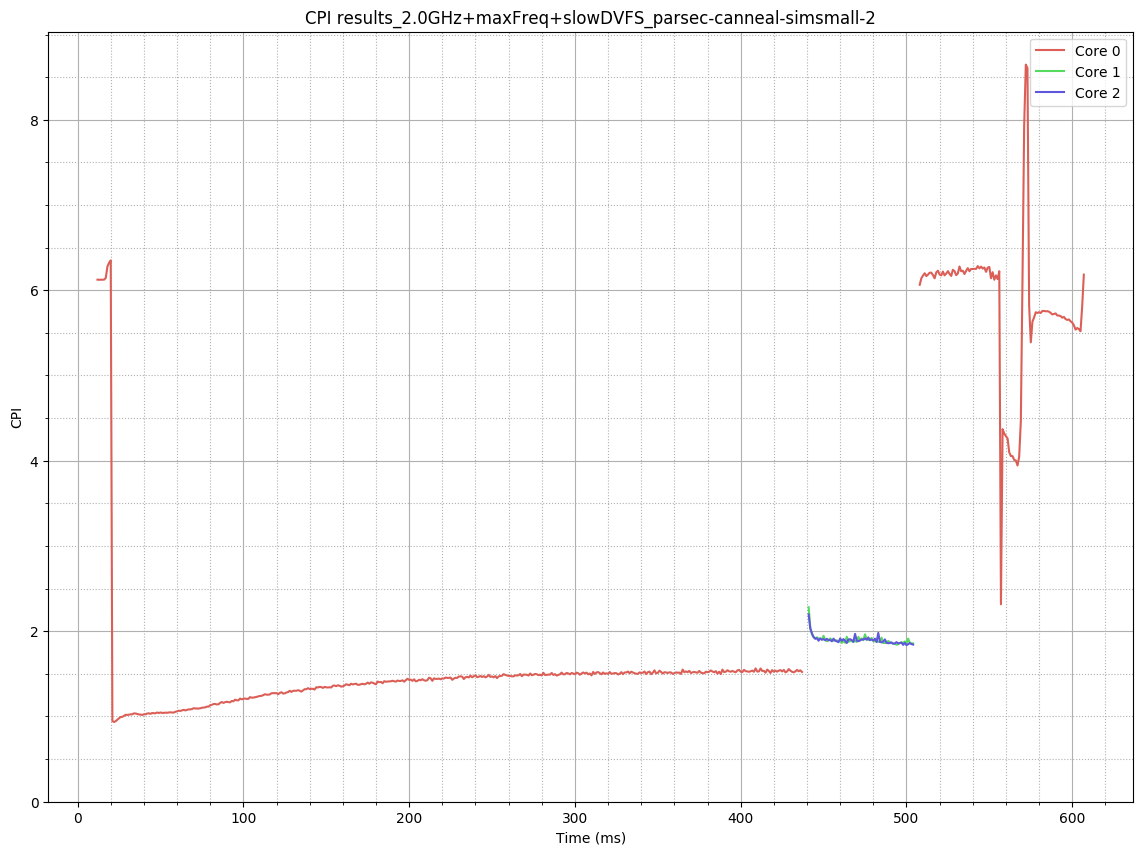 CPI results_2.0GHz+maxFreq+slowDVFS_parsec-canneal-simsmall-2
Core 0
Core 1
Core 2
8
6
4
2
0
CPI
0 100 200 300 400 500 600
Time (ms)